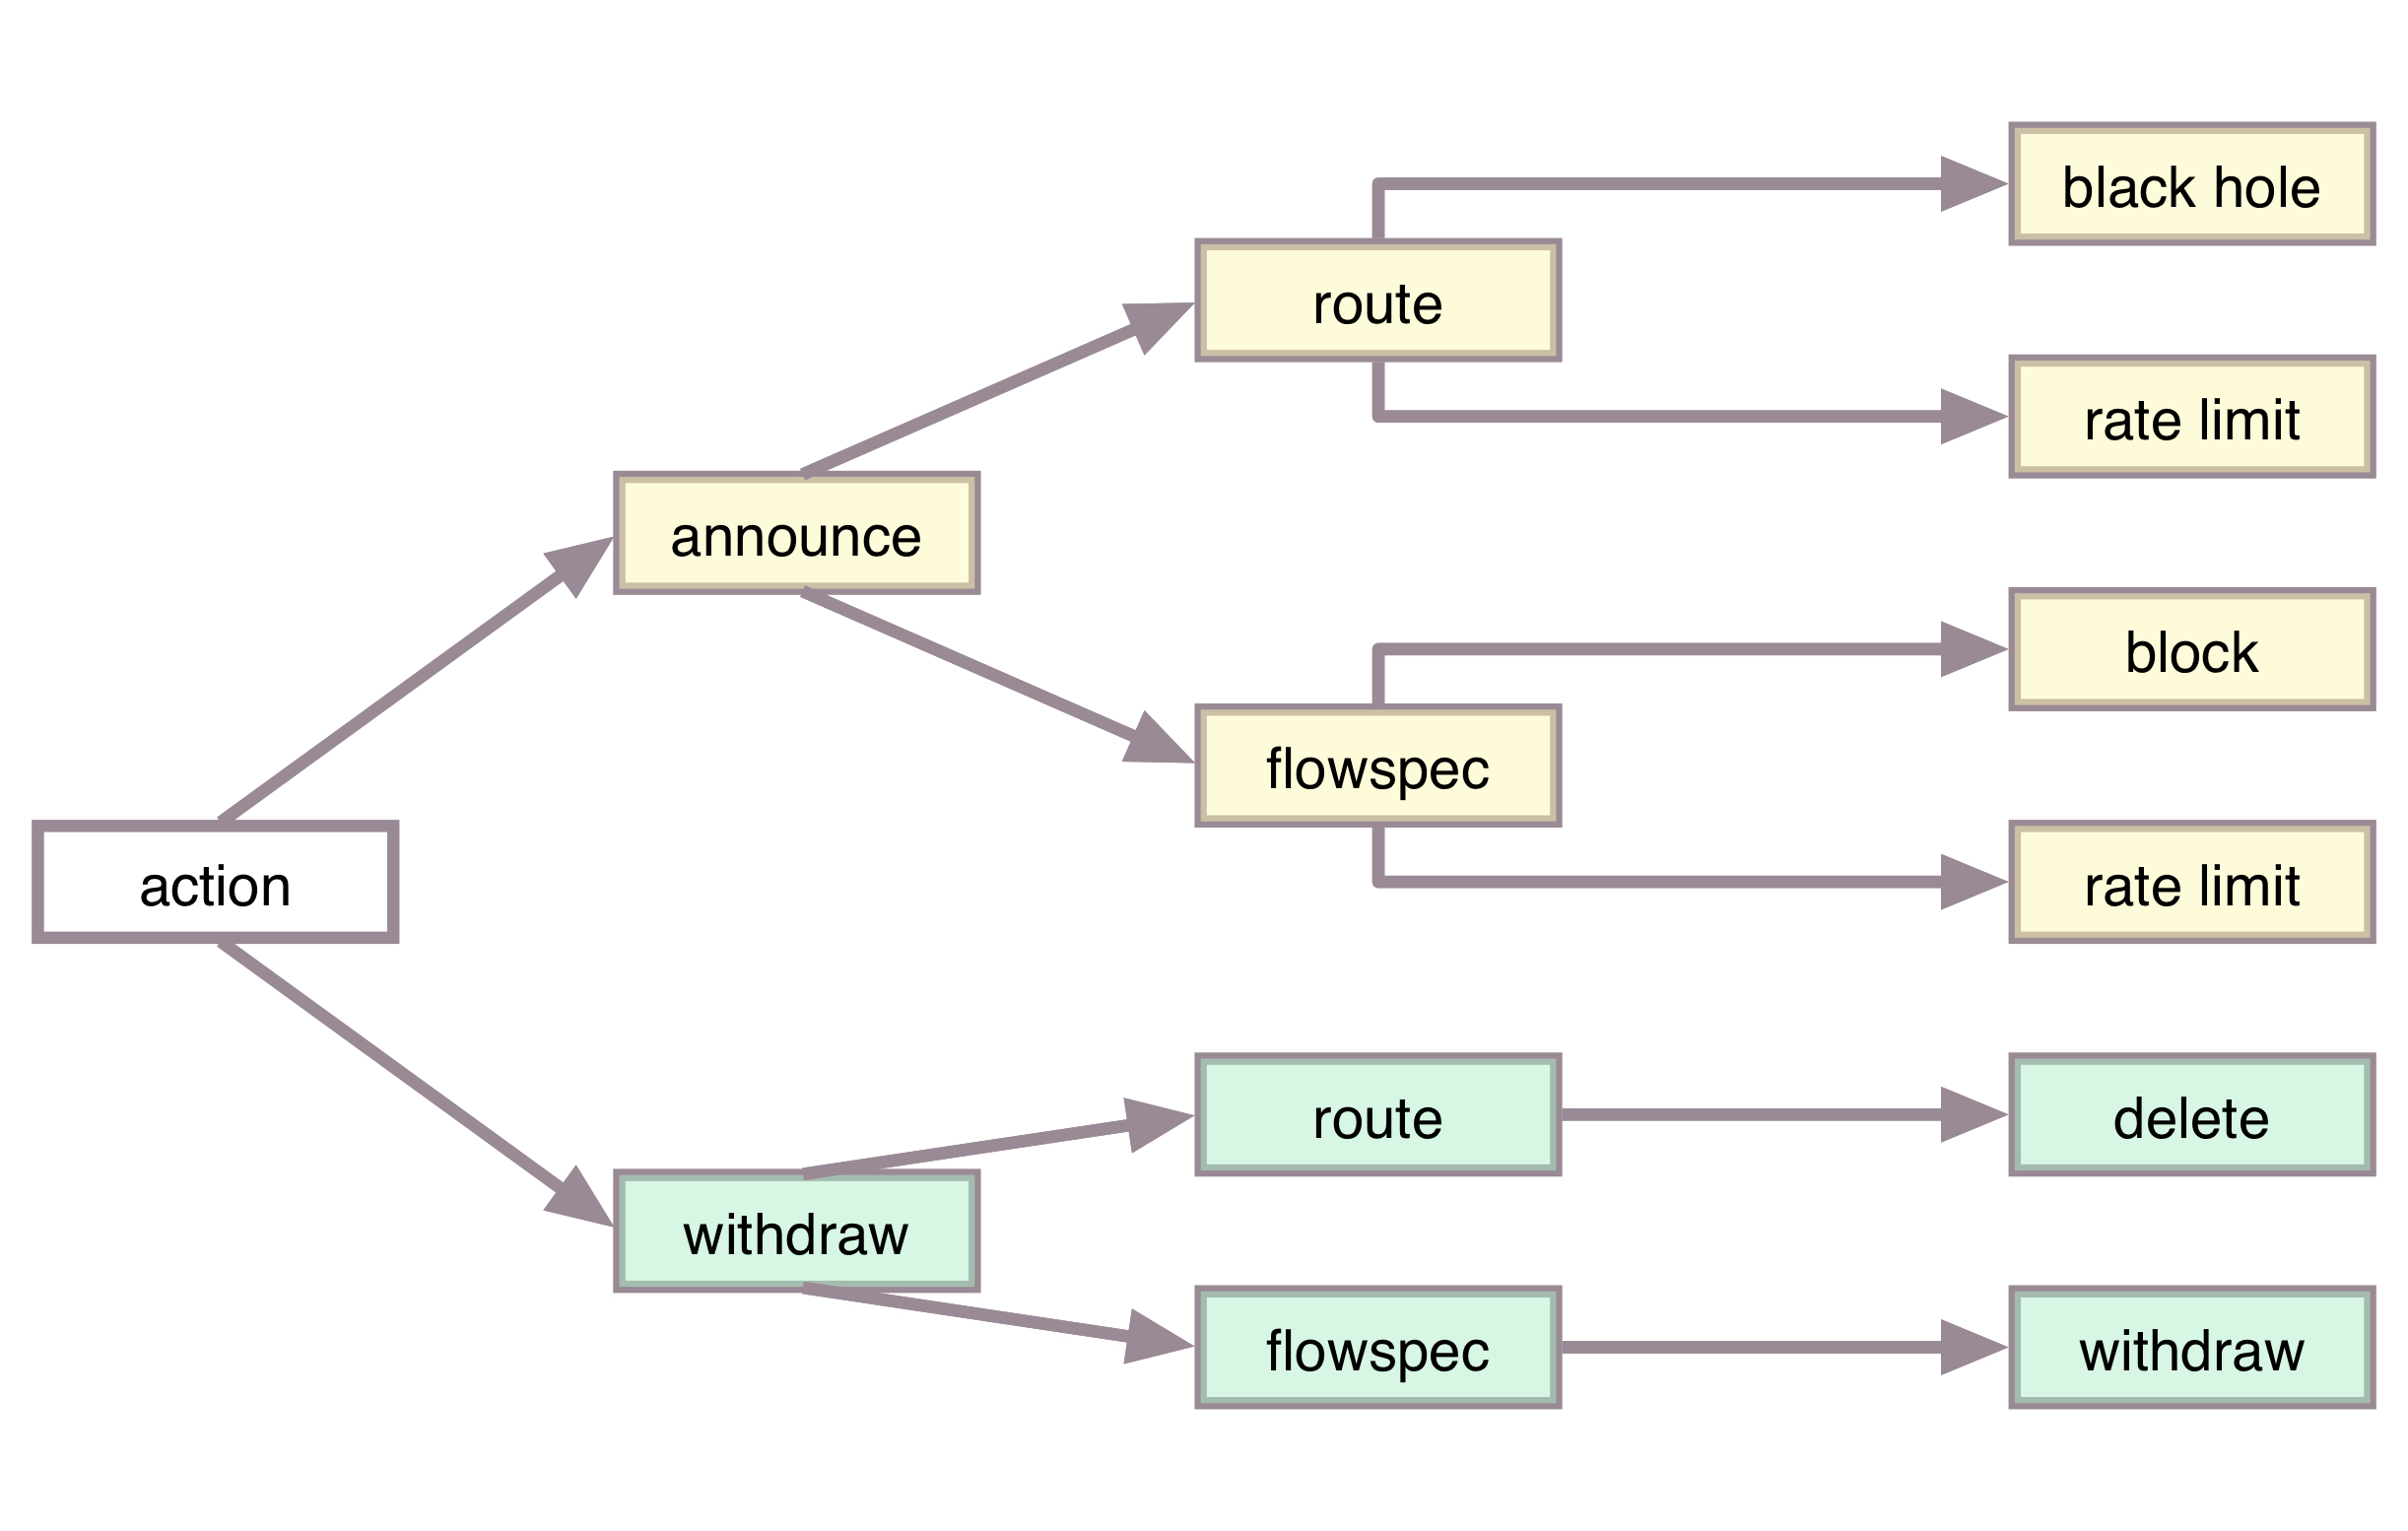 black hole
route
rate limit
announce
block
flowspec
rate limit
action
route
delete
withdraw
flowspec
withdraw